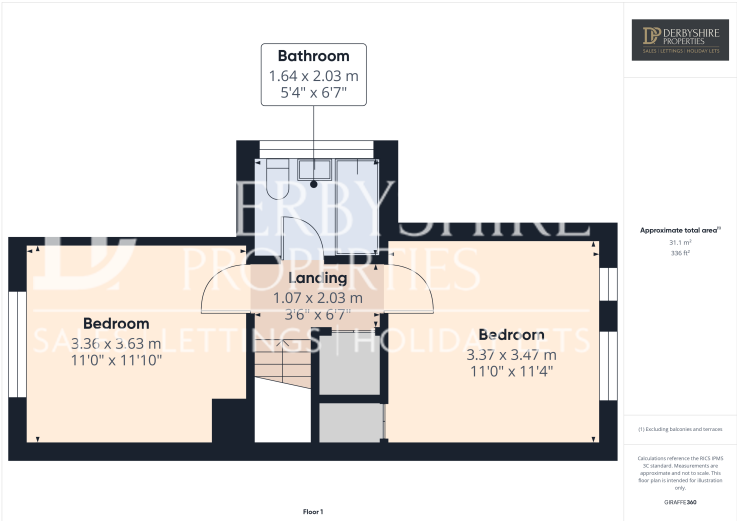 Bathroom
1.64 x 2.03 m
5'4" x 6'7"
Landing
1.07 x 2.03 m
3'6" x 6'7"
Bedroom
3.36 x 3.63 m
11'0" x 11'10"
Bedroom
3.37 x 3.47 m
11'0" x 11'4"
DERBYSHIRE
PROPERTIES
SALES | LETTINGS | HOLIDAY LETS
Floor 1
DP DERBYSHIRE
PROPERTIES
SALES | LETTINGS | HOLIDAY LETS
Approximate total area(1)
31.1 m²
336 ft²
(1) Excluding balconies and terraces
Calculations reference the RICS IPMS
3C standard. Measurements are
approximate and not to scale. This
floor plan is intended for illustration
only.
GIRAFFE360